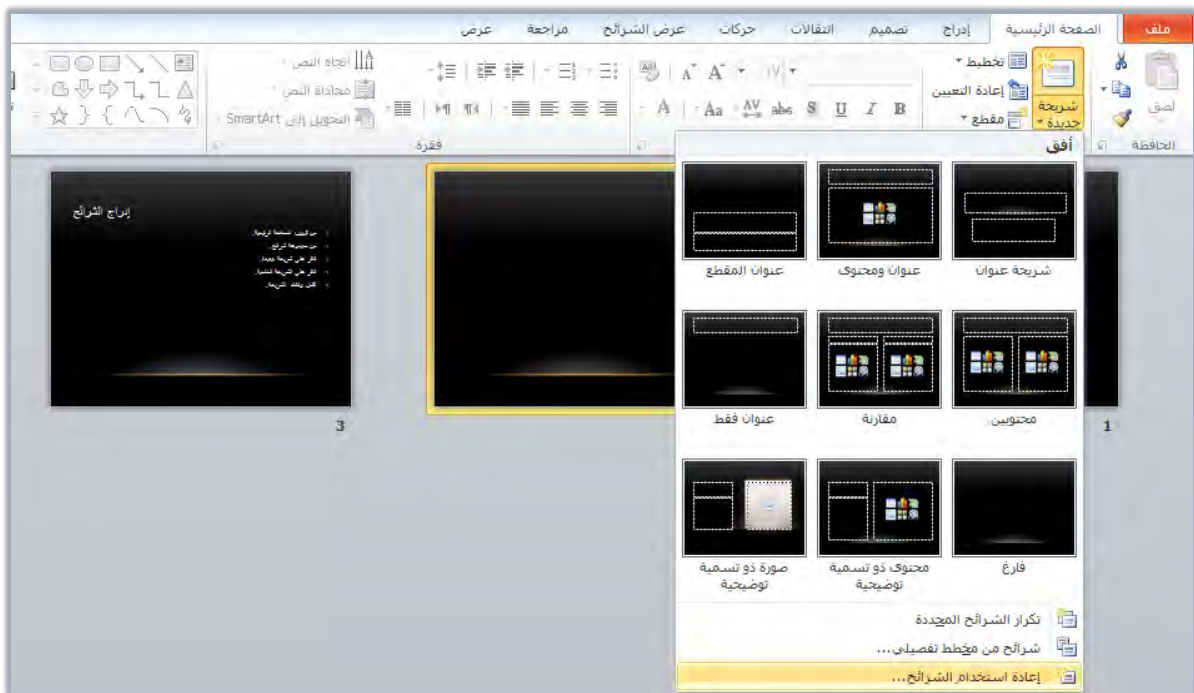 ملف الصفحة الرئيسية إدراج تصميم انتقالات حركات عرض الشرائح مراجعة عرض
لصق
الحافظة
شريحة جديدة
تخطيط
إعادة التعيين
مقطع
B I U S abc AV Aa A
A A
اتجاه النص
محاذاة النص
التحويل إلى SmartArt
فقرة
أفق
شريحة عنوان
عنوان ومحتوى
عنوان المقطع
محتويين
مقارنة
عنوان فقط
فارغ
محتوى ذو تسمية توضيحية
صورة ذو تسمية توضيحية
تكرار الشرائح المحددة
شرائح من مخطط تفصيلي...
إعادة استخدام الشرائح...
1
إدراج الشرائح
3